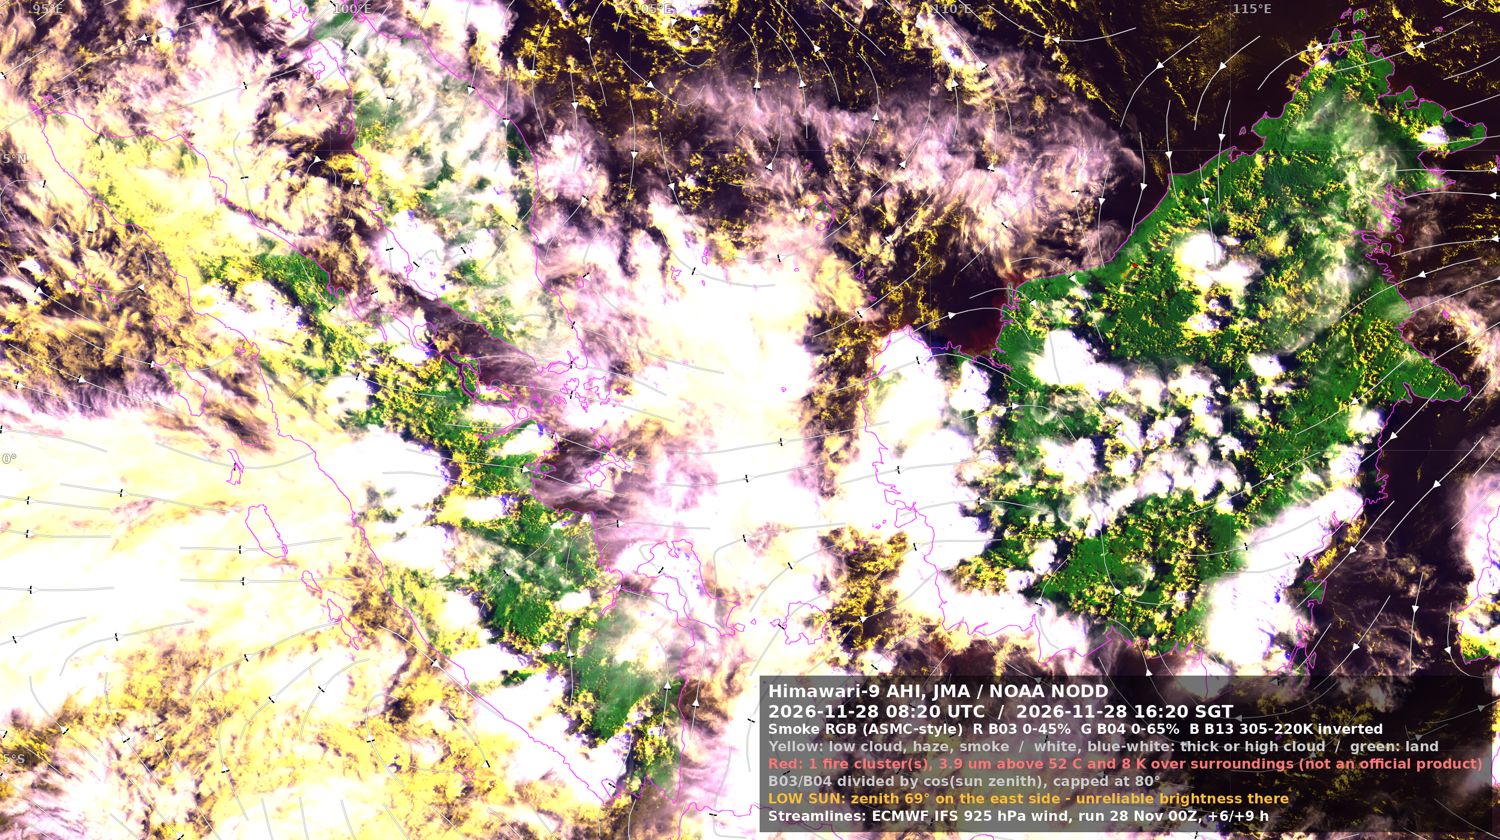 95°E
100°E
105°E
110°E
115°E
5°N
0°
5°S
Himawari-9 AHI, JMA / NOAA NODD
2026-11-28 08:20 UTC / 2026-11-28 16:20 SGT
Smoke RGB (ASMC-style) R B03 0-45% G B04 0-65% B B13 305-220K inverted
Yellow: low cloud, haze, smoke / white, blue-white: thick or high cloud / green: land
Red: 1 fire cluster(s), 3.9 um above 52 C and 8 K over surroundings (not an official product)
B03/B04 divided by cos(sun zenith), capped at 80°
LOW SUN: zenith 69° on the east side - unreliable brightness there
Streamlines: ECMWF IFS 925 hPa wind, run 28 Nov 00Z, +6/+9 h